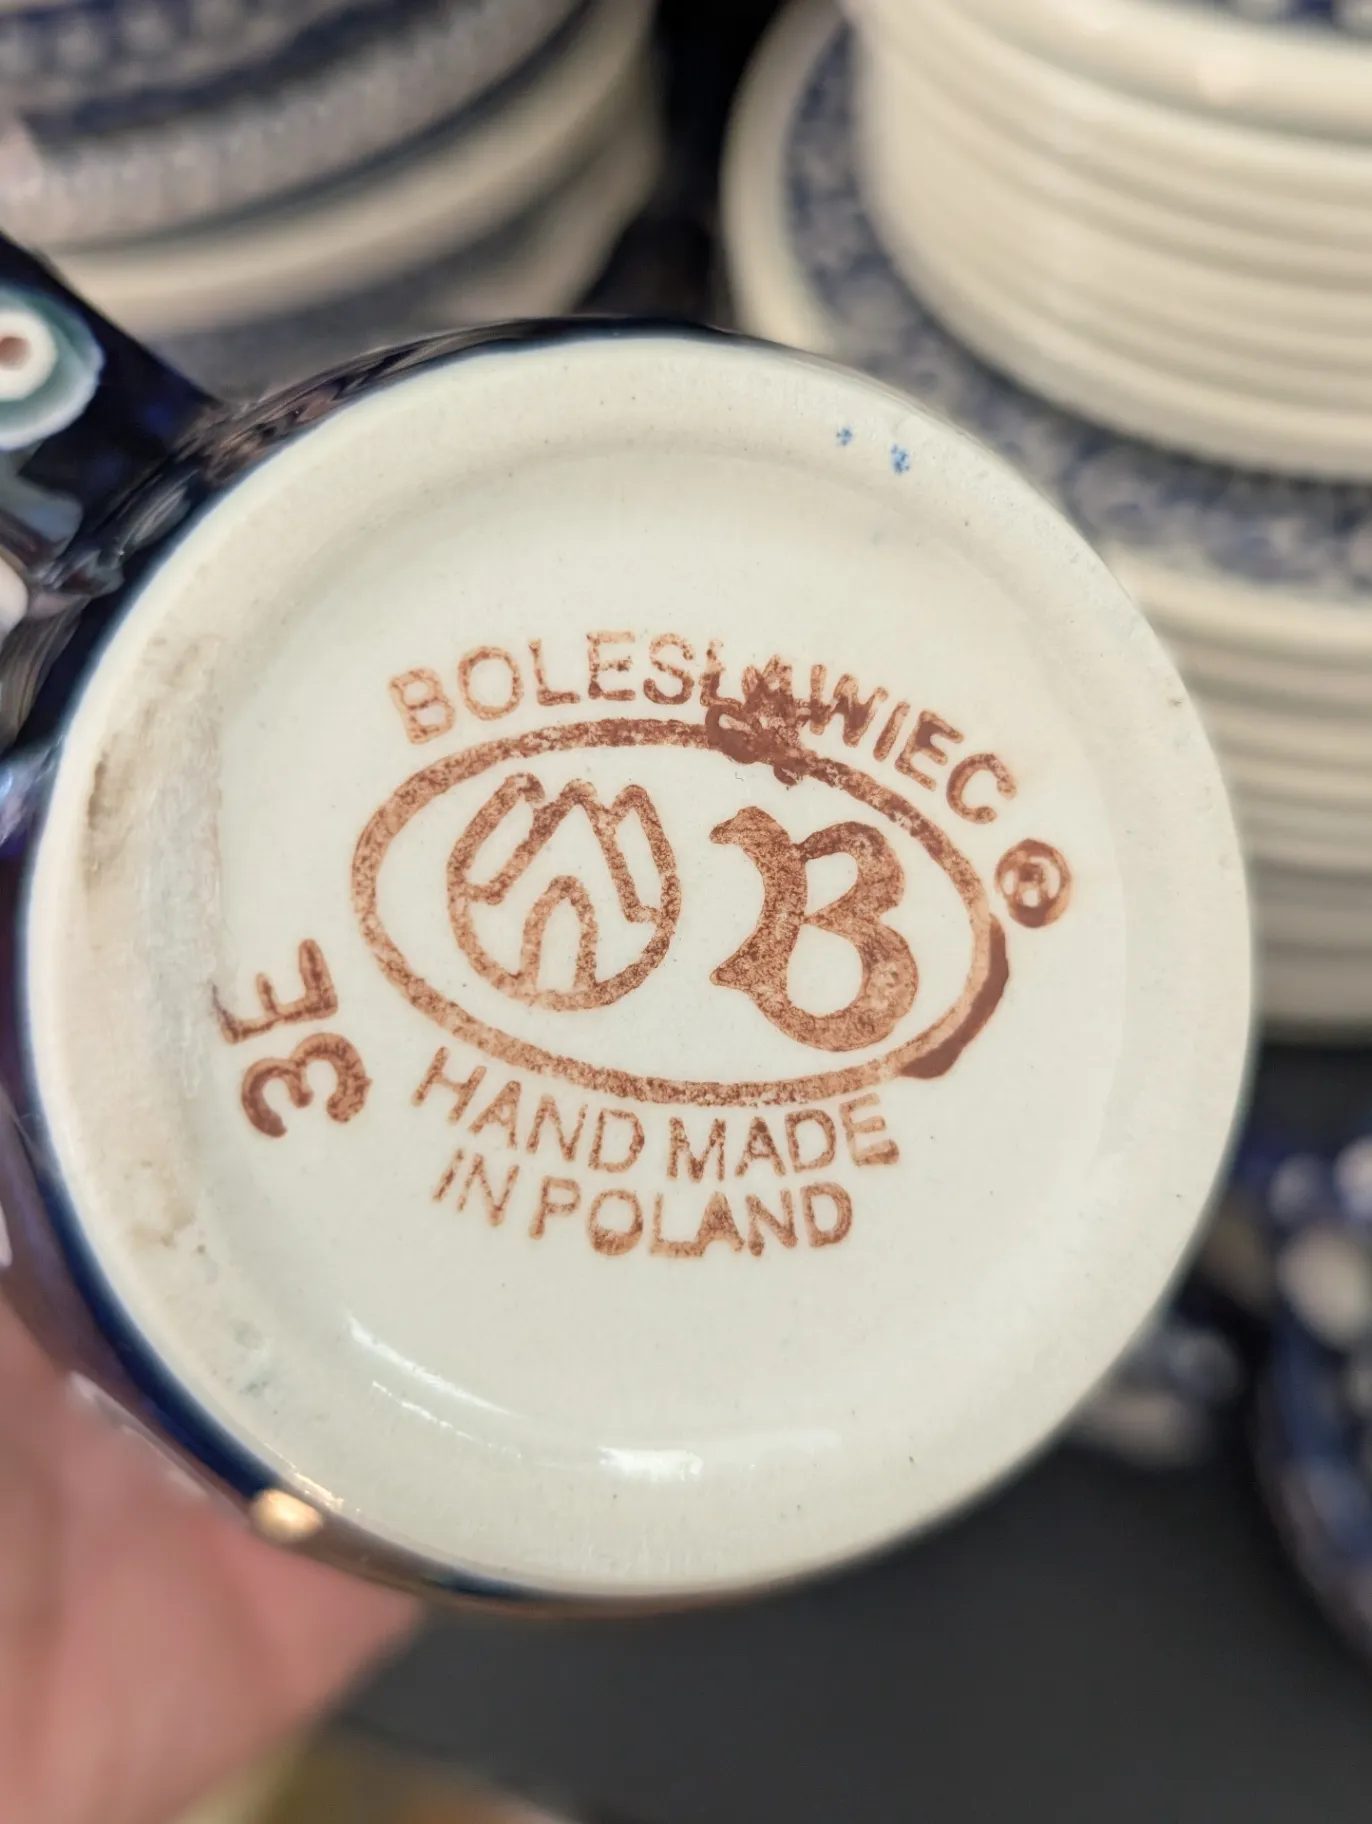 BOLESŁAWIEC ®
B
HAND MADE
IN POLAND
3E